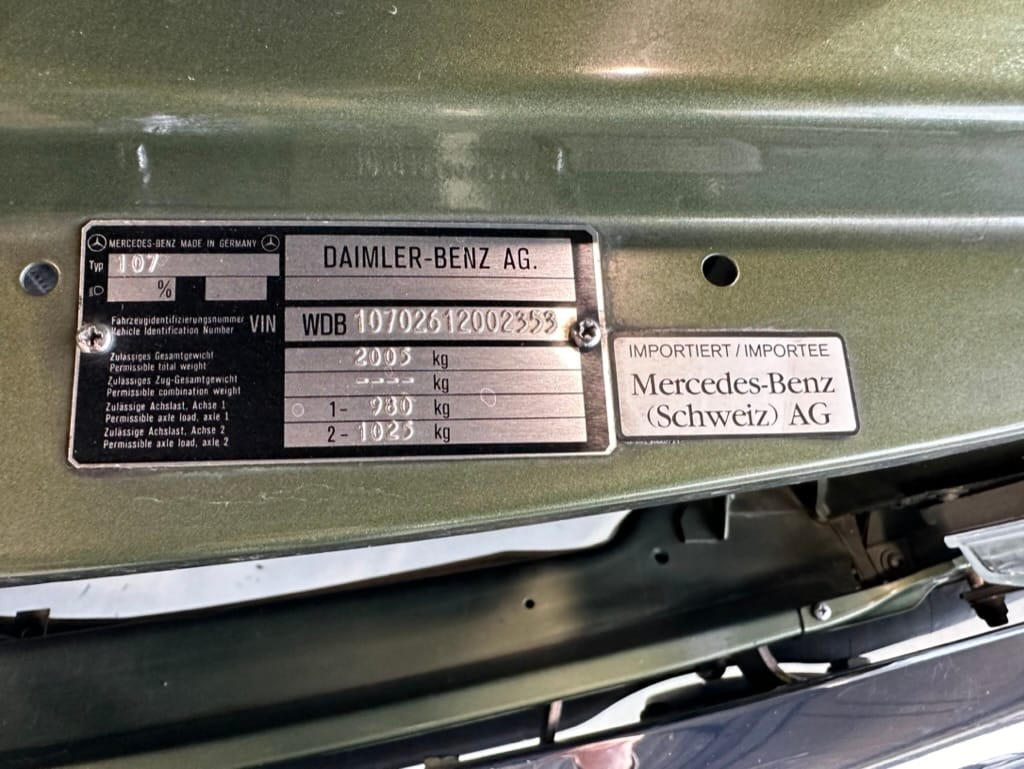 MERCEDES-BENZ MADE IN GERMANY
Typ 107
%
DAIMLER-BENZ AG.
Fahrzeugidentifizierungsnummer
Vehicle Identification Number
VIN WDB 10702612002353
Zulässiges Gesamtgewicht
Permissible total weight
2005 kg
Zulässiges Zug-Gesamtgewicht
Permissible combination weight
---- kg
Zulässige Achslast, Achse 1
Permissible axle load, axle 1
1- 980 kg
Zulässige Achslast, Achse 2
Permissible axle load, axle 2
2- 1025 kg
IMPORTIERT / IMPORTEE
Mercedes-Benz
(Schweiz) AG